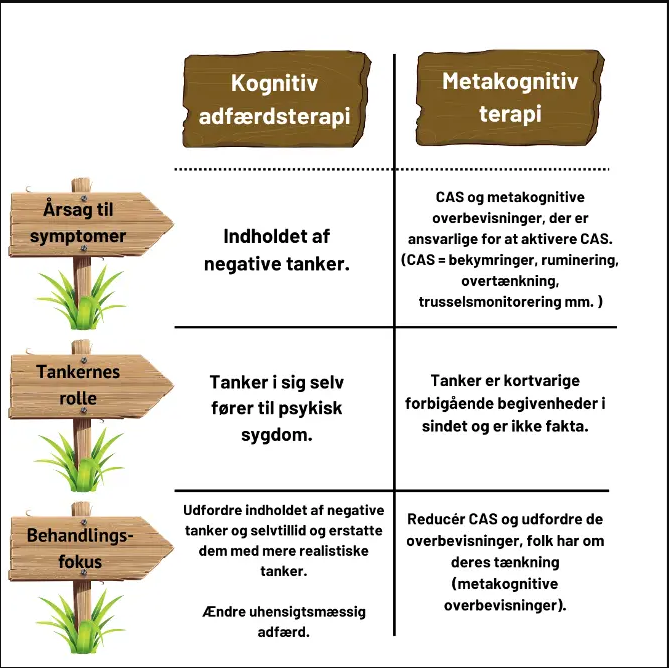 Kognitiv
adfærdsterapi
Metakognitiv
terapi
Årsag til
symptomer
Indholdet af
negative tanker.
CAS og metakognitive
overbevisninger, der er
ansvarlige for at aktivere CAS.
(CAS = bekymringer, ruminering,
overtænkning,
trusselsmonitorering mm. )
Tankernes
rolle
Tanker i sig selv
fører til psykisk
sygdom.
Tanker er kortvarige
forbigående begivenheder i
sindet og er ikke fakta.
Behandlings-
fokus
Udfordre indholdet af negative
tanker og selvtillid og erstatte
dem med mere realistiske
tanker.
Ændre uhensigtsmæssig
adfærd.
Reducér CAS og udfordre de
overbevisninger, folk har om
deres tænkning
(metakognitive
overbevisninger).